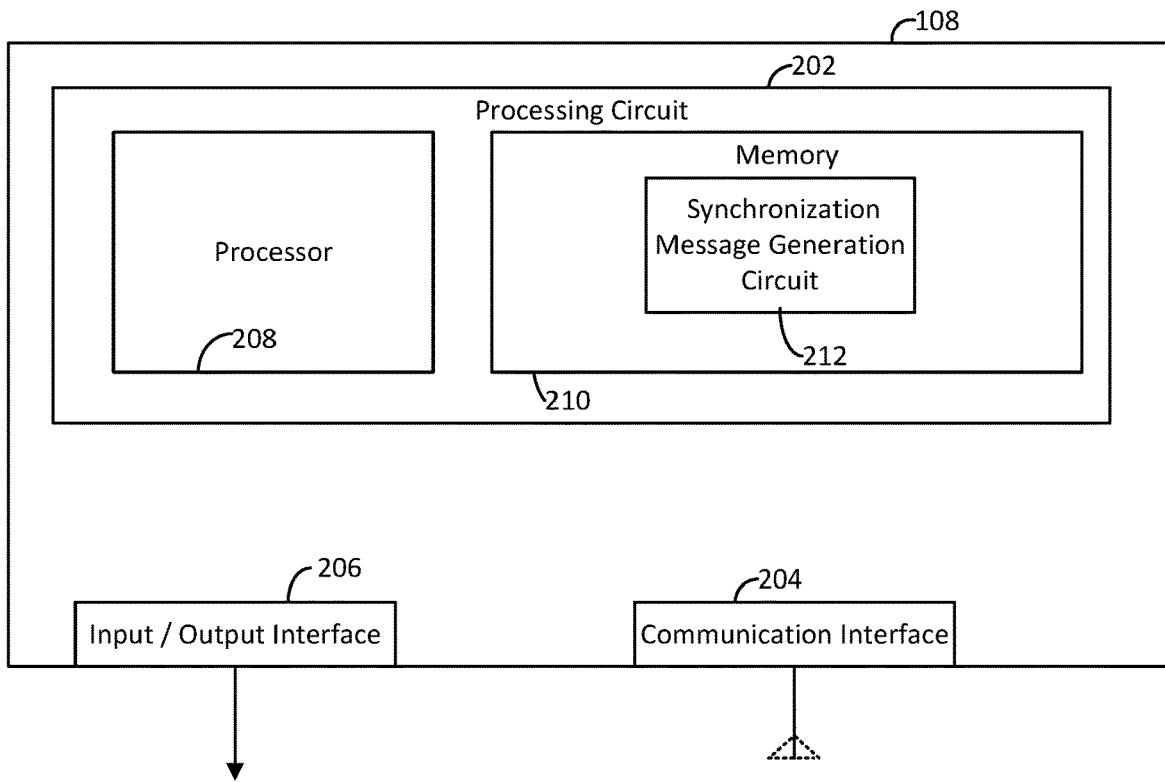 108
202
Processing Circuit
Memory
Synchronization
Message Generation
Circuit
Processor
208
212
210
206
204
Input / Output Interface
Communication Interface